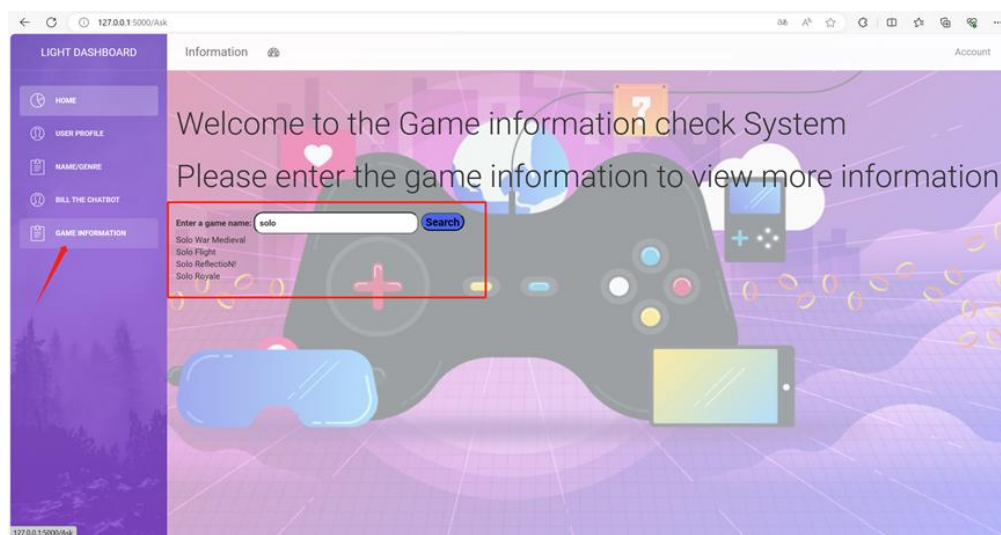 127.0.0.1:5000/Ask
LIGHT DASHBOARD
Information
Account
HOME
USER PROFILE
NAME/GENRE
BILL THE CHATBOT
GAME INFORMATION
?
Welcome to the Game information check System
Please enter the game information to view more information
Enter a game name: solo Search
Solo War Medieval
Solo Flight
Solo ReflectioN!
Solo Royale
127.0.0.1:5000/Ask